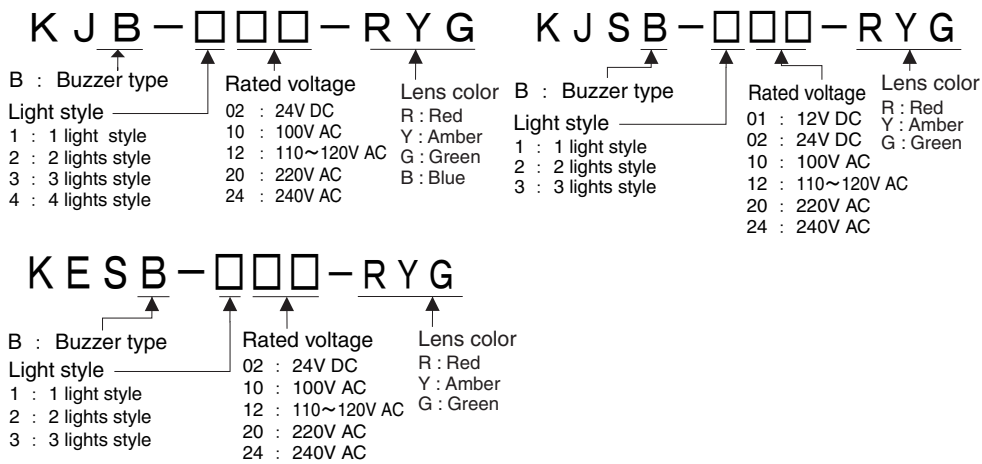 KJB-□□□-RYG
B : Buzzer type
Light style
1 : 1 light style
2 : 2 lights style
3 : 3 lights style
4 : 4 lights style
Rated voltage
02 : 24V DC
10 : 100V AC
12 : 110～120V AC
20 : 220V AC
24 : 240V AC
Lens color
R : Red
Y : Amber
G : Green
B : Blue
KJSB-□□□-RYG
B : Buzzer type
Light style
1 : 1 light style
2 : 2 lights style
3 : 3 lights style
Rated voltage
01 : 12V DC
02 : 24V DC
10 : 100V AC
12 : 110～120V AC
20 : 220V AC
24 : 240V AC
Lens color
R : Red
Y : Amber
G : Green
KESB-□□□-RYG
B : Buzzer type
Light style
1 : 1 light style
2 : 2 lights style
3 : 3 lights style
Rated voltage
02 : 24V DC
10 : 100V AC
12 : 110～120V AC
20 : 220V AC
24 : 240V AC
Lens color
R : Red
Y : Amber
G : Green